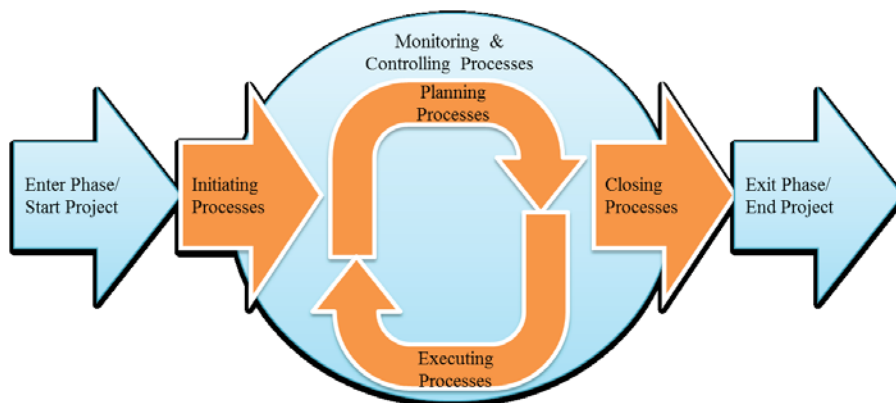 Monitoring &
Controlling Processes
Planning
Processes
Enter Phase/
Start Project
Initiating
Processes
Closing
Processes
Exit Phase/
End Project
Executing
Processes